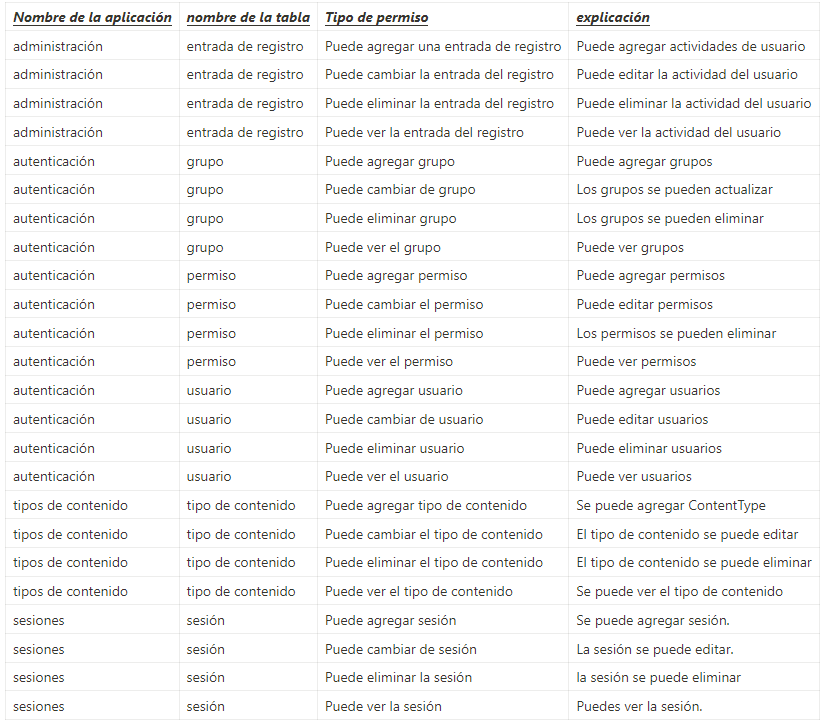 Nombre de la aplicación nombre de la tabla Tipo de permiso explicación
administración entrada de registro Puede agregar una entrada de registro Puede agregar actividades de usuario
administración entrada de registro Puede cambiar la entrada del registro Puede editar la actividad del usuario
administración entrada de registro Puede eliminar la entrada del registro Puede eliminar la actividad del usuario
administración entrada de registro Puede ver la entrada del registro Puede ver la actividad del usuario
autenticación grupo Puede agregar grupo Puede agregar grupos
autenticación grupo Puede cambiar de grupo Los grupos se pueden actualizar
autenticación grupo Puede eliminar grupo Los grupos se pueden eliminar
autenticación grupo Puede ver el grupo Puede ver grupos
autenticación permiso Puede agregar permiso Puede agregar permisos
autenticación permiso Puede cambiar el permiso Puede editar permisos
autenticación permiso Puede eliminar el permiso Los permisos se pueden eliminar
autenticación permiso Puede ver el permiso Puede ver permisos
autenticación usuario Puede agregar usuario Puede agregar usuarios
autenticación usuario Puede cambiar de usuario Puede editar usuarios
autenticación usuario Puede eliminar usuario Puede eliminar usuarios
autenticación usuario Puede ver el usuario Puede ver usuarios
tipos de contenido tipo de contenido Puede agregar tipo de contenido Se puede agregar ContentType
tipos de contenido tipo de contenido Puede cambiar el tipo de contenido El tipo de contenido se puede editar
tipos de contenido tipo de contenido Puede eliminar el tipo de contenido El tipo de contenido se puede eliminar
tipos de contenido tipo de contenido Puede ver el tipo de contenido Se puede ver el tipo de contenido
sesiones sesión Puede agregar sesión Se puede agregar sesión.
sesiones sesión Puede cambiar de sesión La sesión se puede editar.
sesiones sesión Puede eliminar la sesión la sesión se puede eliminar
sesiones sesión Puede ver la sesión Puedes ver la sesión.